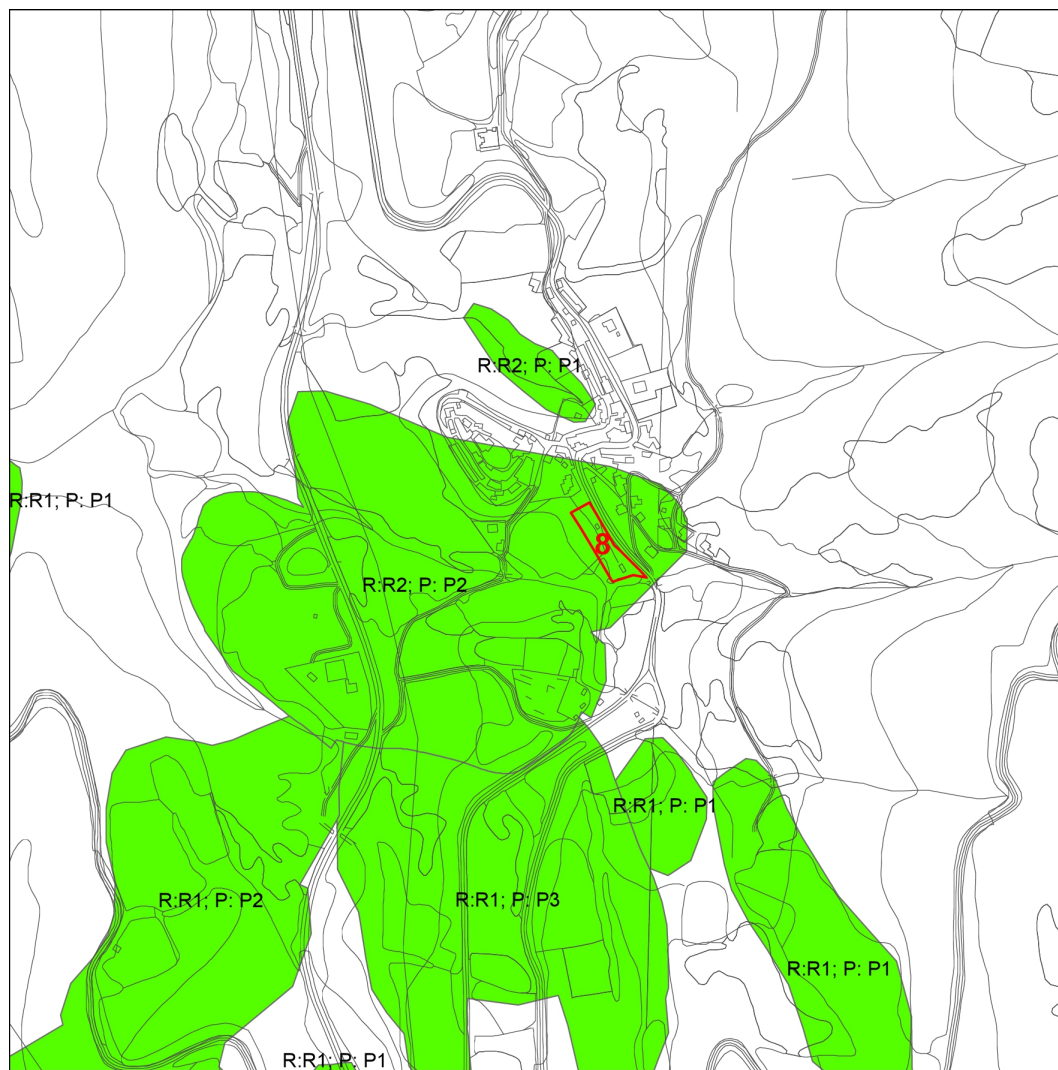 R:R2; P: P1
R:R1; P: P1
8
R:R2; P: P2
R:R1; P: P1
R:R1; P: P2
R:R1; P: P3
R:R1; P: P1
R:R1; P: P1